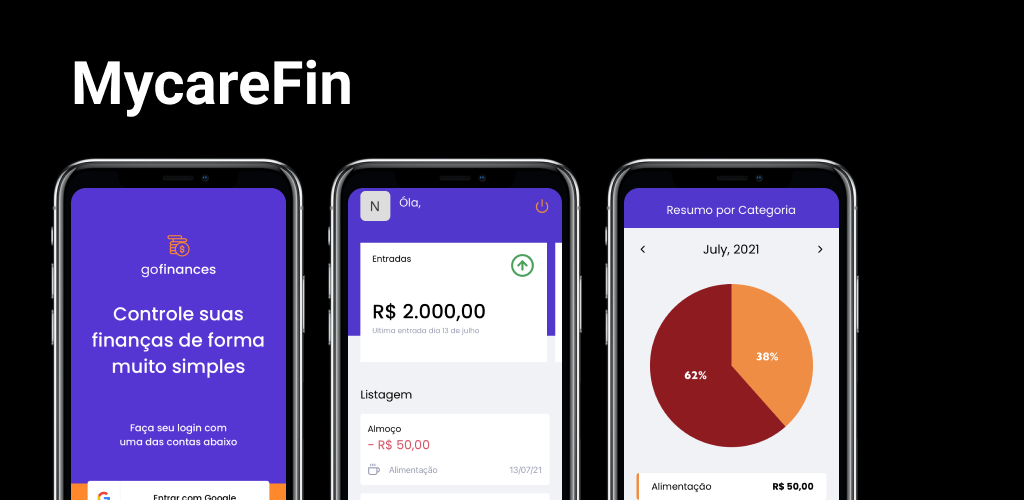 MycareFin
gofinances
Controle suas
finanças de forma
muito simples
Faça seu login com
uma das contas abaixo
Entrar com Google
N
Óla,
Entradas
R$ 2.000,00
Ultima entrada dia 13 de julho
Listagem
Almoço
- R$ 50,00
Alimentação 13/07/21
Resumo por Categoria
July, 2021
38%
62%
Alimentação R$ 50,00